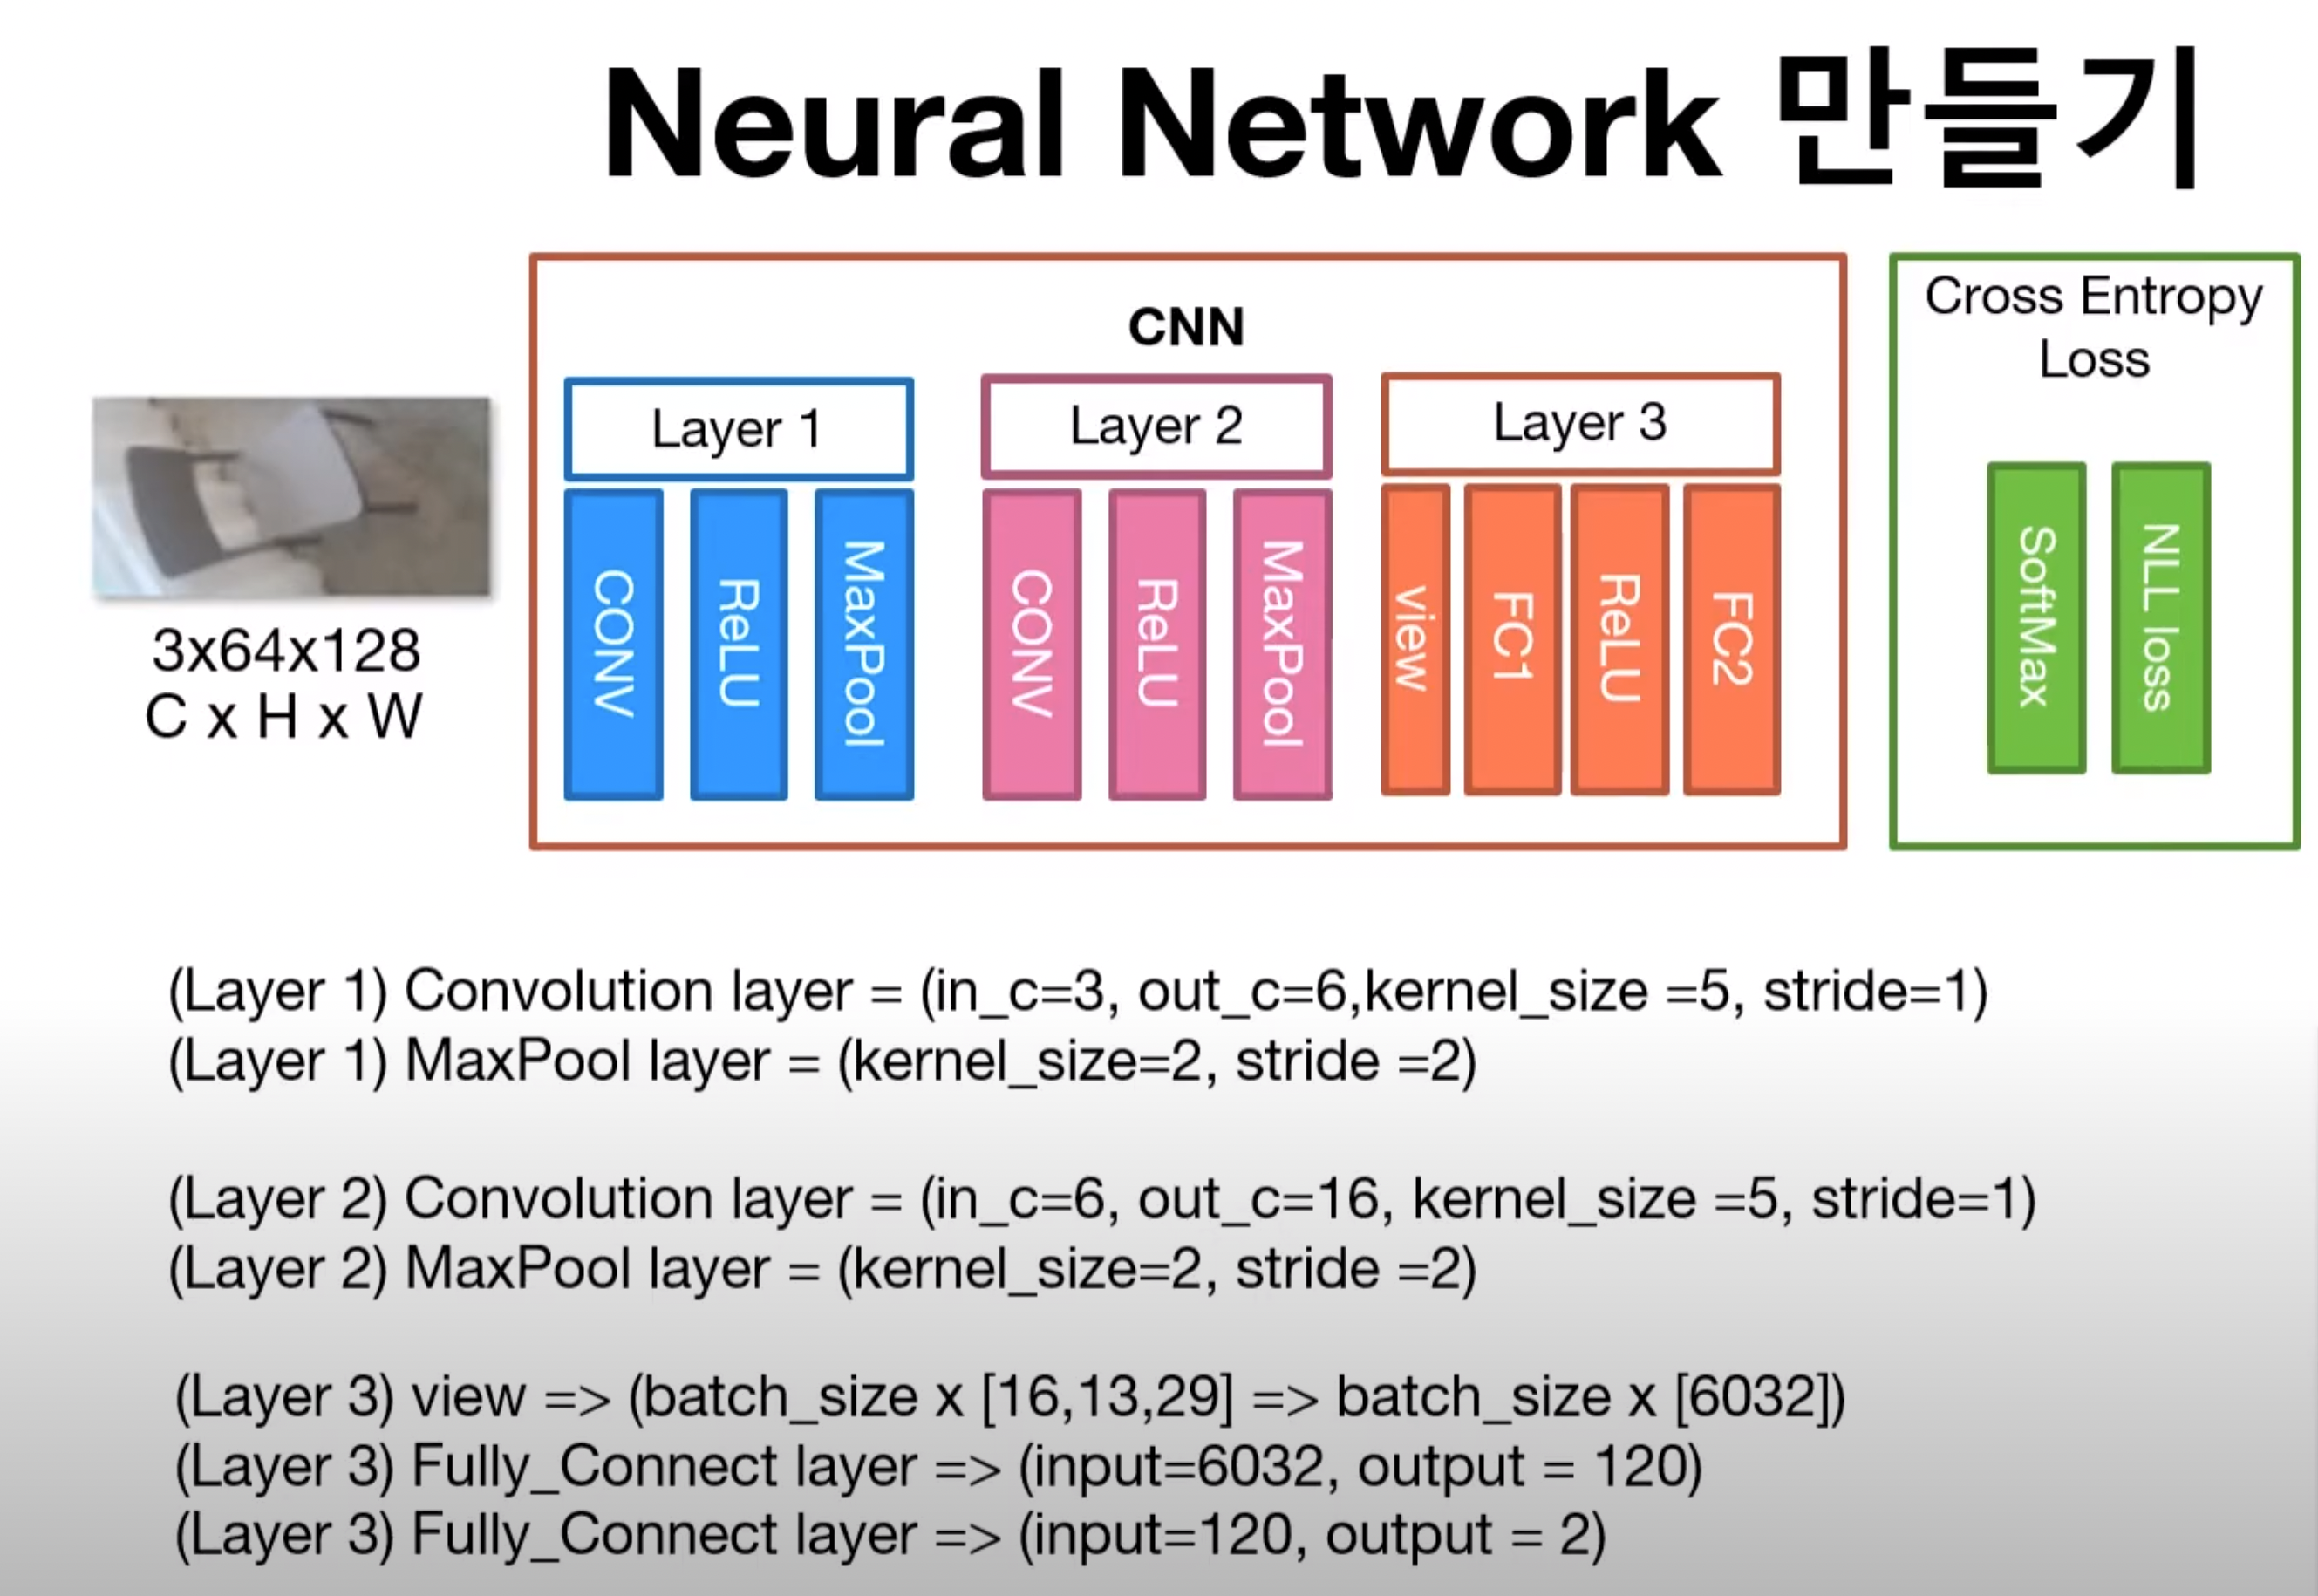 Neural Network 만들기
CNN
Cross Entropy
Loss
Layer 1
Layer 2
Layer 3
CONV
ReLU
MaxPool
CONV
ReLU
MaxPool
view
FC1
ReLU
FC2
SoftMax
NLL loss
3x64x128
C x H x W
(Layer 1) Convolution layer = (in_c=3, out_c=6,kernel_size =5, stride=1)
(Layer 1) MaxPool layer = (kernel_size=2, stride =2)
(Layer 2) Convolution layer = (in_c=6, out_c=16, kernel_size =5, stride=1)
(Layer 2) MaxPool layer = (kernel_size=2, stride =2)
(Layer 3) view => (batch_size x [16,13,29] => batch_size x [6032])
(Layer 3) Fully_Connect layer => (input=6032, output = 120)
(Layer 3) Fully_Connect layer => (input=120, output = 2)